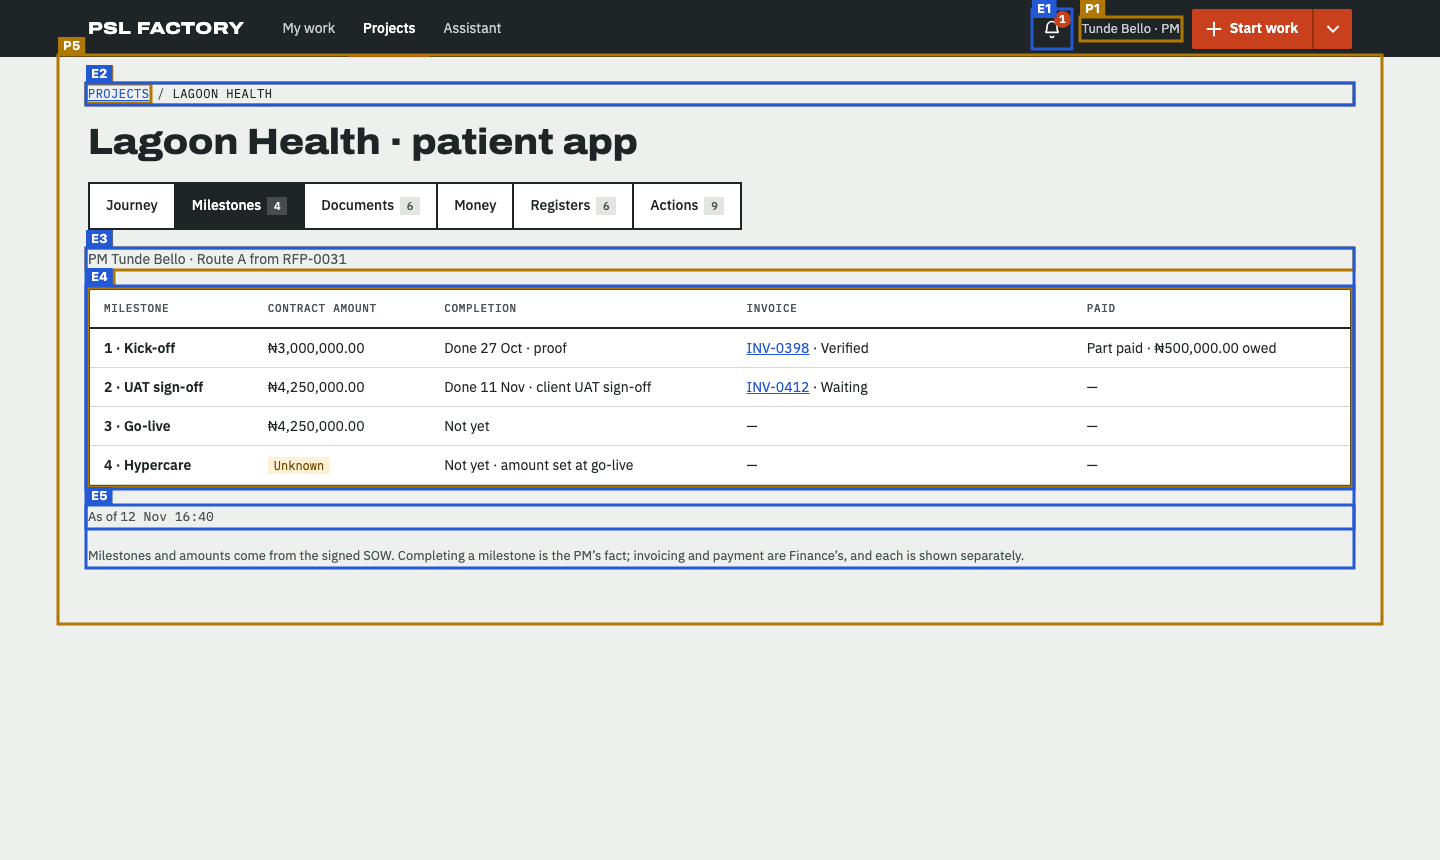 E1 P1
PSL FACTORY My work Projects Assistant 1 Tunde Bello · PM Start work
P5
E2
PROJECTS / LAGOON HEALTH
Lagoon Health · patient app
Journey Milestones 4 Documents 6 Money Registers 6 Actions 9
E3
PM Tunde Bello · Route A from RFP-0031
E4
MILESTONE CONTRACT AMOUNT COMPLETION INVOICE PAID
1 · Kick-off ₦3,000,000.00 Done 27 Oct · proof INV-0398 · Verified Part paid · ₦500,000.00 owed
2 · UAT sign-off ₦4,250,000.00 Done 11 Nov · client UAT sign-off INV-0412 · Waiting —
3 · Go-live ₦4,250,000.00 Not yet — —
4 · Hypercare Unknown Not yet · amount set at go-live — —
E5
As of 12 Nov 16:40
Milestones and amounts come from the signed SOW. Completing a milestone is the PM’s fact; invoicing and payment are Finance’s, and each is shown separately.